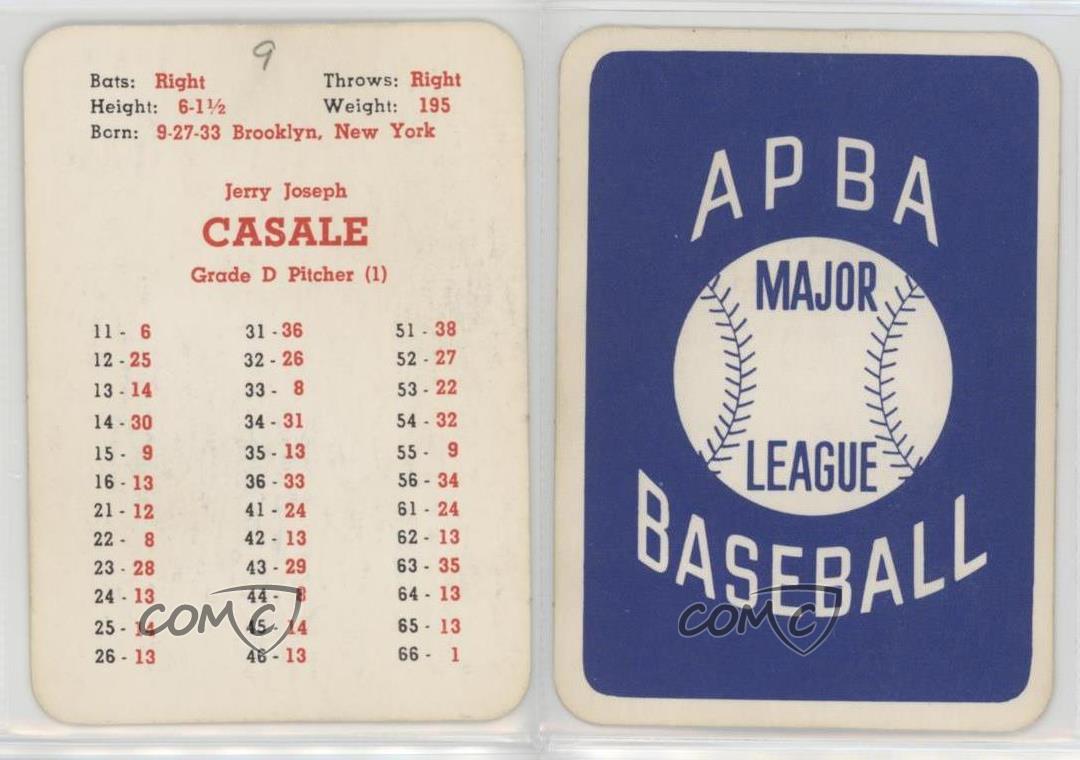 9
Bats: Right Throws: Right
Height: 6-1½ Weight: 195
Born: 9-27-33 Brooklyn, New York
Jerry Joseph
CASALE
Grade D Pitcher (1)
11 - 6 31 - 36 51 - 38
12 - 25 32 - 26 52 - 27
13 - 14 33 - 8 53 - 22
14 - 30 34 - 31 54 - 32
15 - 9 35 - 13 55 - 9
16 - 13 36 - 33 56 - 34
21 - 12 41 - 24 61 - 24
22 - 8 42 - 13 62 - 13
23 - 28 43 - 29 63 - 35
24 - 13 44 - 8 64 - 13
25 - 14 45 - 14 65 - 13
26 - 13 46 - 13 66 - 1
COMC
APBA
MAJOR
LEAGUE
BASEBALL
COMC